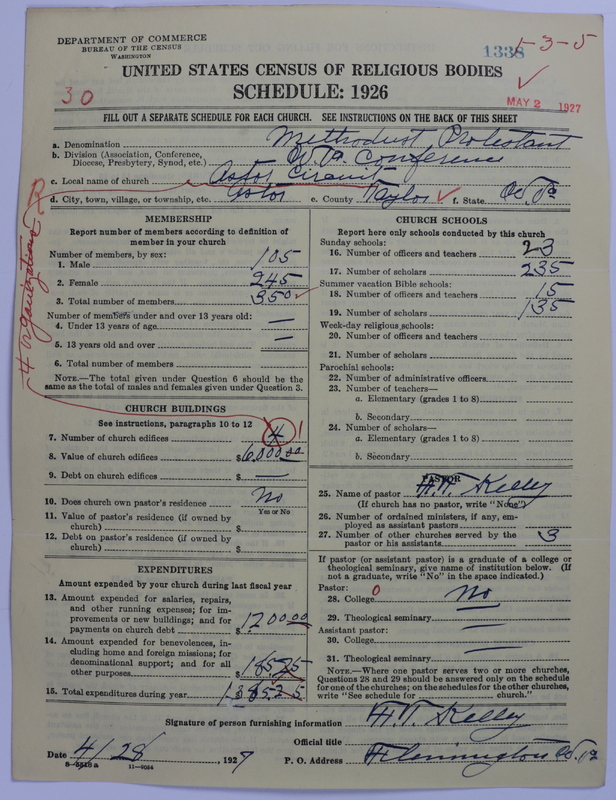 DEPARTMENT OF COMMERCE
BUREAU OF THE CENSUS
WASHINGTON
1338 1-3-5
UNITED STATES CENSUS OF RELIGIOUS BODIES
SCHEDULE: 1926
30
MAY 2 1927
FILL OUT A SEPARATE SCHEDULE FOR EACH CHURCH. SEE INSTRUCTIONS ON THE BACK OF THIS SHEET
a. Denomination Methodist Protestant
b. Division (Association, Conference, Diocese, Presbytery, Synod, etc.) W. Va Conference
c. Local name of church Astor Circuit
d. City, town, village, or township, etc. Astor e. County Taylor f. State W. Va
4 organizations
MEMBERSHIP
Report number of members according to definition of
member in your church
Number of members, by sex:
1. Male 105
2. Female 245
3. Total number of members 350
Number of members under and over 13 years old:
4. Under 13 years of age —
5. 13 years old and over —
6. Total number of members
NOTE.—The total given under Question 6 should be the
same as the total of males and females given under Question 3.
CHURCH BUILDINGS
See instructions, paragraphs 10 to 12
7. Number of church edifices 4 1
8. Value of church edifices $6,000.00
9. Debt on church edifices $ —
10. Does church own pastor's residence No
Yes or No
11. Value of pastor's residence (if owned by
church) $
12. Debt on pastor's residence (if owned by
church) $
EXPENDITURES
Amount expended by your church during last fiscal year
13. Amount expended for salaries, repairs,
and other running expenses; for im-
provements or new buildings; and for
payments on church debt $1200.00
14. Amount expended for benevolences, in-
cluding home and foreign missions; for
denominational support; and for all
other purposes $
15. Total expenditures during year $
CHURCH SCHOOLS
Report here only schools conducted by this church
Sunday schools:
16. Number of officers and teachers 23
17. Number of scholars 235
Summer vacation Bible schools:
18. Number of officers and teachers 15
19. Number of scholars 135
Week-day religious schools:
20. Number of officers and teachers
21. Number of scholars
Parochial schools:
22. Number of administrative officers
23. Number of teachers—
a. Elementary (grades 1 to 8)
b. Secondary
24. Number of scholars—
a. Elementary (grades 1 to 8)
b. Secondary
PASTOR
25. Name of pastor H. T. Kelly
(If church has no pastor, write "None")
26. Number of ordained ministers, if any, em-
ployed as assistant pastors
27. Number of other churches served by the
pastor or his assistants 3
If pastor (or assistant pastor) is a graduate of a college or
theological seminary, give name of institution below. (If
not a graduate, write "No" in the space indicated.)
Pastor: 0
28. College No
29. Theological seminary —
Assistant pastor:
30. College —
31. Theological seminary
NOTE.—Where one pastor serves two or more churches,
Questions 28 and 29 should be answered only on the schedule
for one of the churches; on the schedules for the other churches,
write "See schedule for church."
Signature of person furnishing information H. T. Kelly
Official title
Date 4/28, 1927 P. O. Address Flemington W. Va
8-3518 a 11-9054